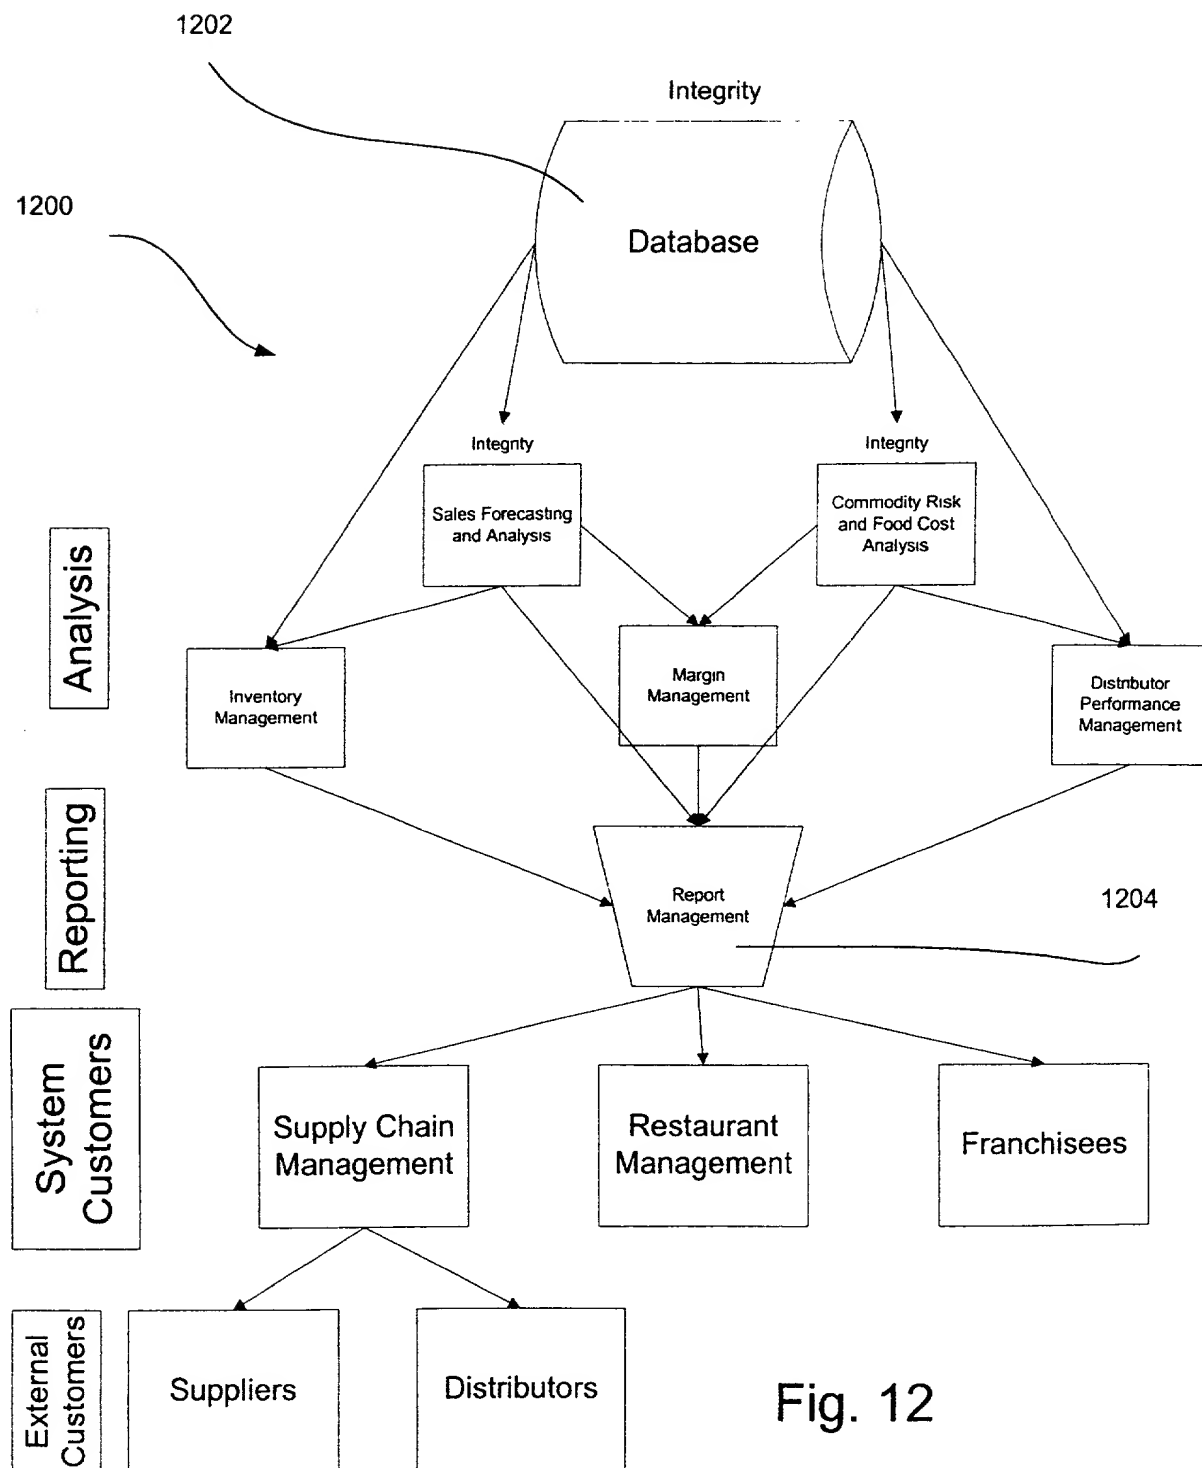 1202
Integrity
1200
Database
Integrity
Integrity
Sales Forecasting
and Analysis
Commodity Risk
and Food Cost
Analysis
Analysis
Inventory
Management
Margin
Management
Distributor
Performance
Management
Reporting
Report
Management
1204
System
Customers
Supply Chain
Management
Restaurant
Management
Franchisees
External
Customers
Suppliers
Distributors
Fig. 12